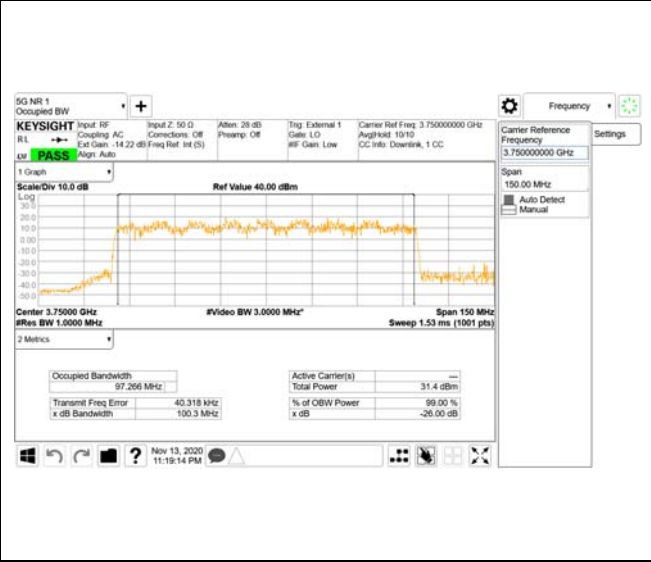 5G NR 1
Occupied BW
Frequency
KEYSIGHT
RL
PASS
Input: RF
Coupling: AC
Ext Gain: -14.22 dB
Align: Auto
Input Z: 50 Ω
Corrections: Off
Freq Ref: Int (S)
Atten: 28 dB
Preamp: Off
Trig: External 1
Gate: LO
#IF Gain: Low
Carrier Ref Freq: 3.750000000 GHz
Avg|Hold: 10/10
CC Info: Downlink, 1 CC
Carrier Reference
Frequency
3.750000000 GHz
Settings
Span
150.00 MHz
Auto Detect
Manual
1 Graph
Scale/Div 10.0 dB
Ref Value 40.00 dBm
Log
30.0
20.0
10.0
0.00
-10.0
-20.0
-30.0
-40.0
-50.0
Center 3.75000 GHz
#Video BW 3.0000 MHz*
Span 150 MHz
#Res BW 1.0000 MHz
Sweep 1.53 ms (1001 pts)
2 Metrics
Occupied Bandwidth
97.266 MHz
Transmit Freq Error 40.318 kHz
x dB Bandwidth 100.3 MHz
Active Carrier(s) ---
Total Power 31.4 dBm
% of OBW Power 99.00 %
x dB -26.00 dB
?
Nov 13, 2020
11:19:14 PM